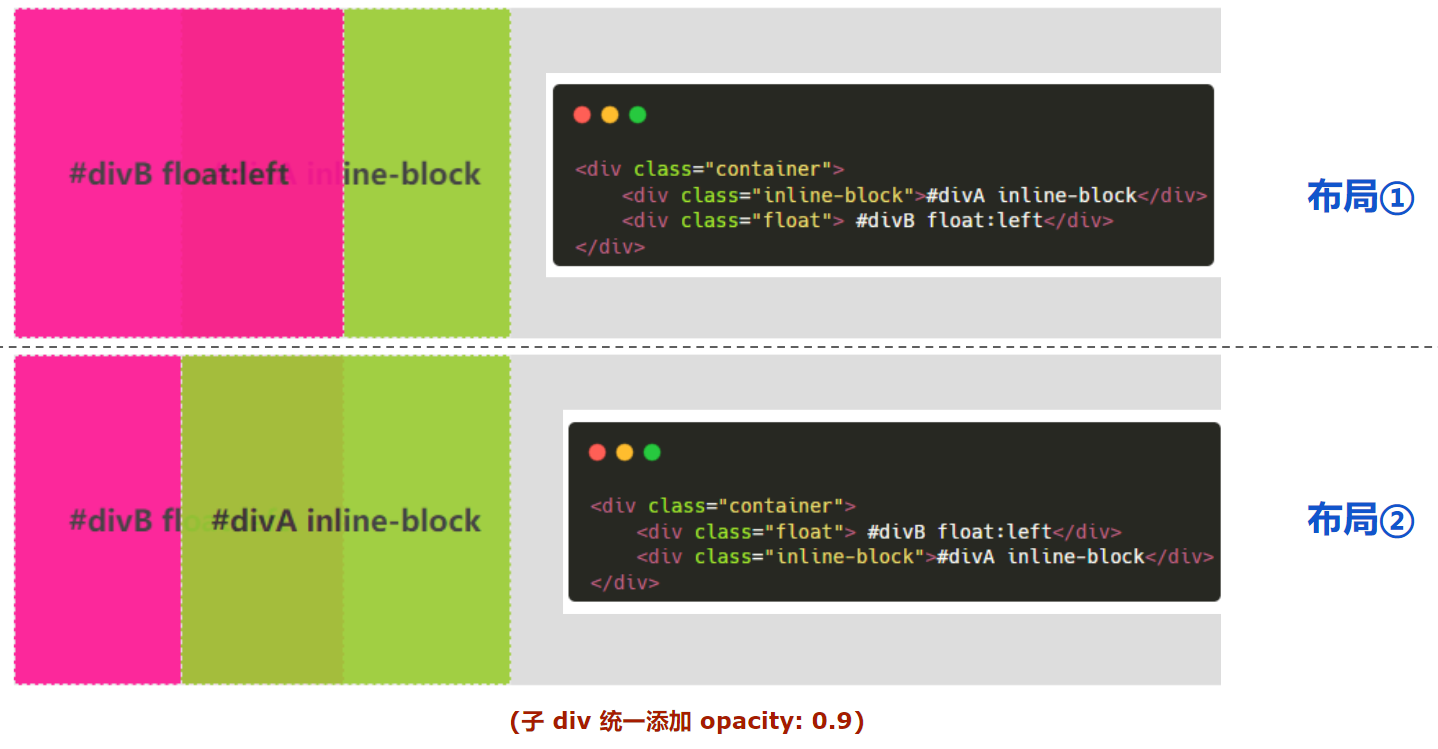 #divB float:left #divA inline-block
<div class="container">
<div class="inline-block">#divA inline-block</div>
<div class="float"> #divB float:left</div>
</div>
布局①
#divB float:left #divA inline-block
<div class="container">
<div class="float"> #divB float:left</div>
<div class="inline-block">#divA inline-block</div>
</div>
布局②
(子 div 统一添加 opacity: 0.9)